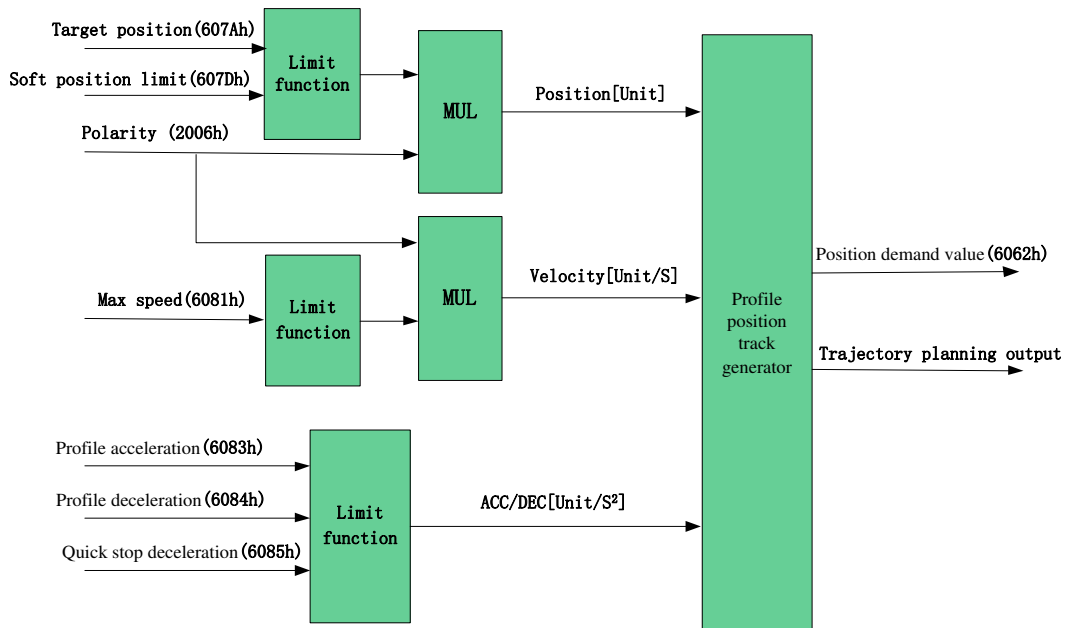 Target position(607Ah)
Soft position limit(607Dh)
Limit
function
Polarity (2006h)
MUL
Position[Unit]
Max speed(6081h)
Limit
function
MUL
Velocity[Unit/S]
Profile acceleration(6083h)
Profile deceleration(6084h)
Quick stop deceleration(6085h)
Limit
function
ACC/DEC[Unit/S²]
Profile
position
track
generator
Position demand value(6062h)
Trajectory planning output